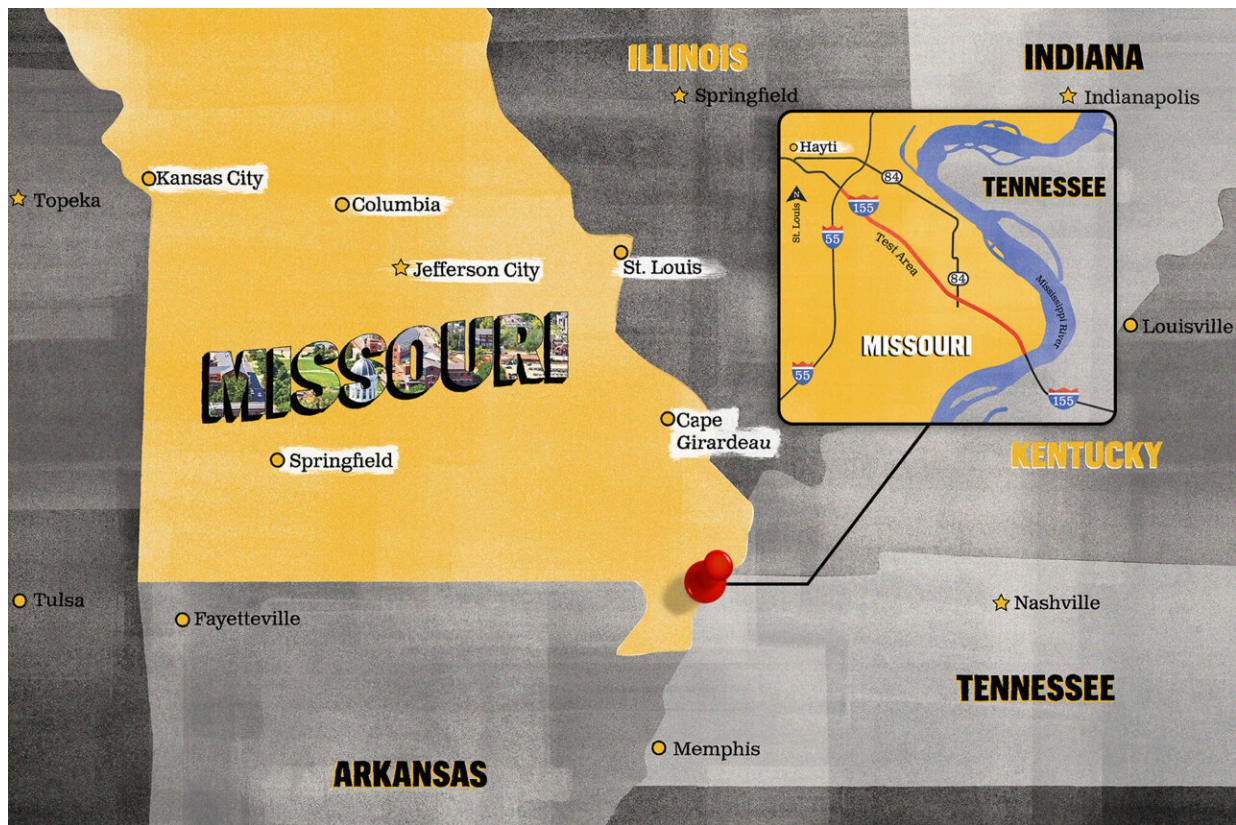 ILLINOIS
INDIANA
Springfield
Indianapolis
Kansas City
Topeka
Columbia
Jefferson City
St. Louis
MISSOURI
Springfield
Cape
Girardeau
Hayti
TENNESSEE
84
N
St. Louis
155
55
Test Area
84
Mississippi River
MISSOURI
55
155
Louisville
KENTUCKY
Tulsa
Fayetteville
Nashville
TENNESSEE
Memphis
ARKANSAS